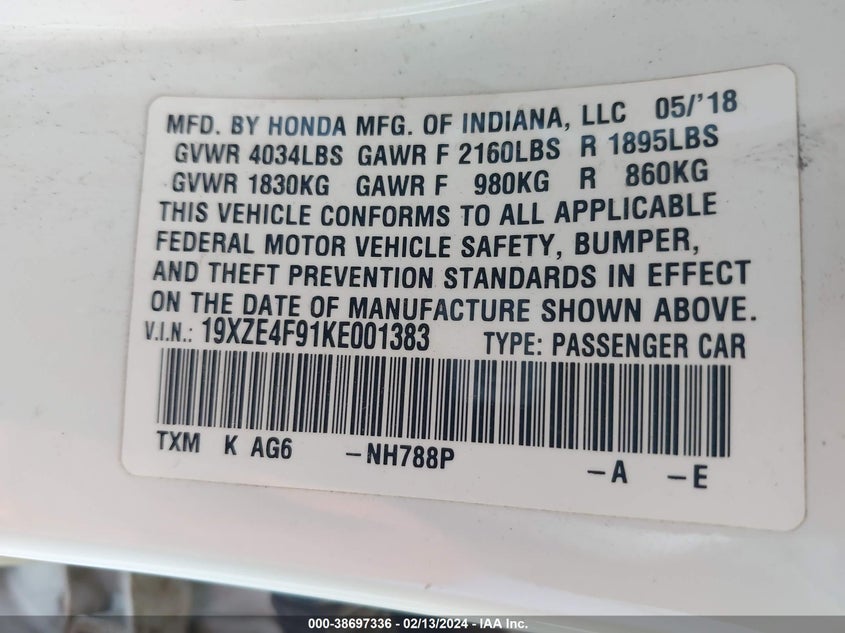 MFD. BY HONDA MFG. OF INDIANA, LLC 05/'18
GVWR 4034LBS GAWR F 2160LBS R 1895LBS
GVWR 1830KG GAWR F 980KG R 860KG
THIS VEHICLE CONFORMS TO ALL APPLICABLE
FEDERAL MOTOR VEHICLE SAFETY, BUMPER,
AND THEFT PREVENTION STANDARDS IN EFFECT
ON THE DATE OF MANUFACTURE SHOWN ABOVE.
V.I.N.: 19XZE4F91KE001383 TYPE: PASSENGER CAR
TXM K AG6 -NH788P -A -E
000-38697336 - 02/13/2024 - IAA Inc.